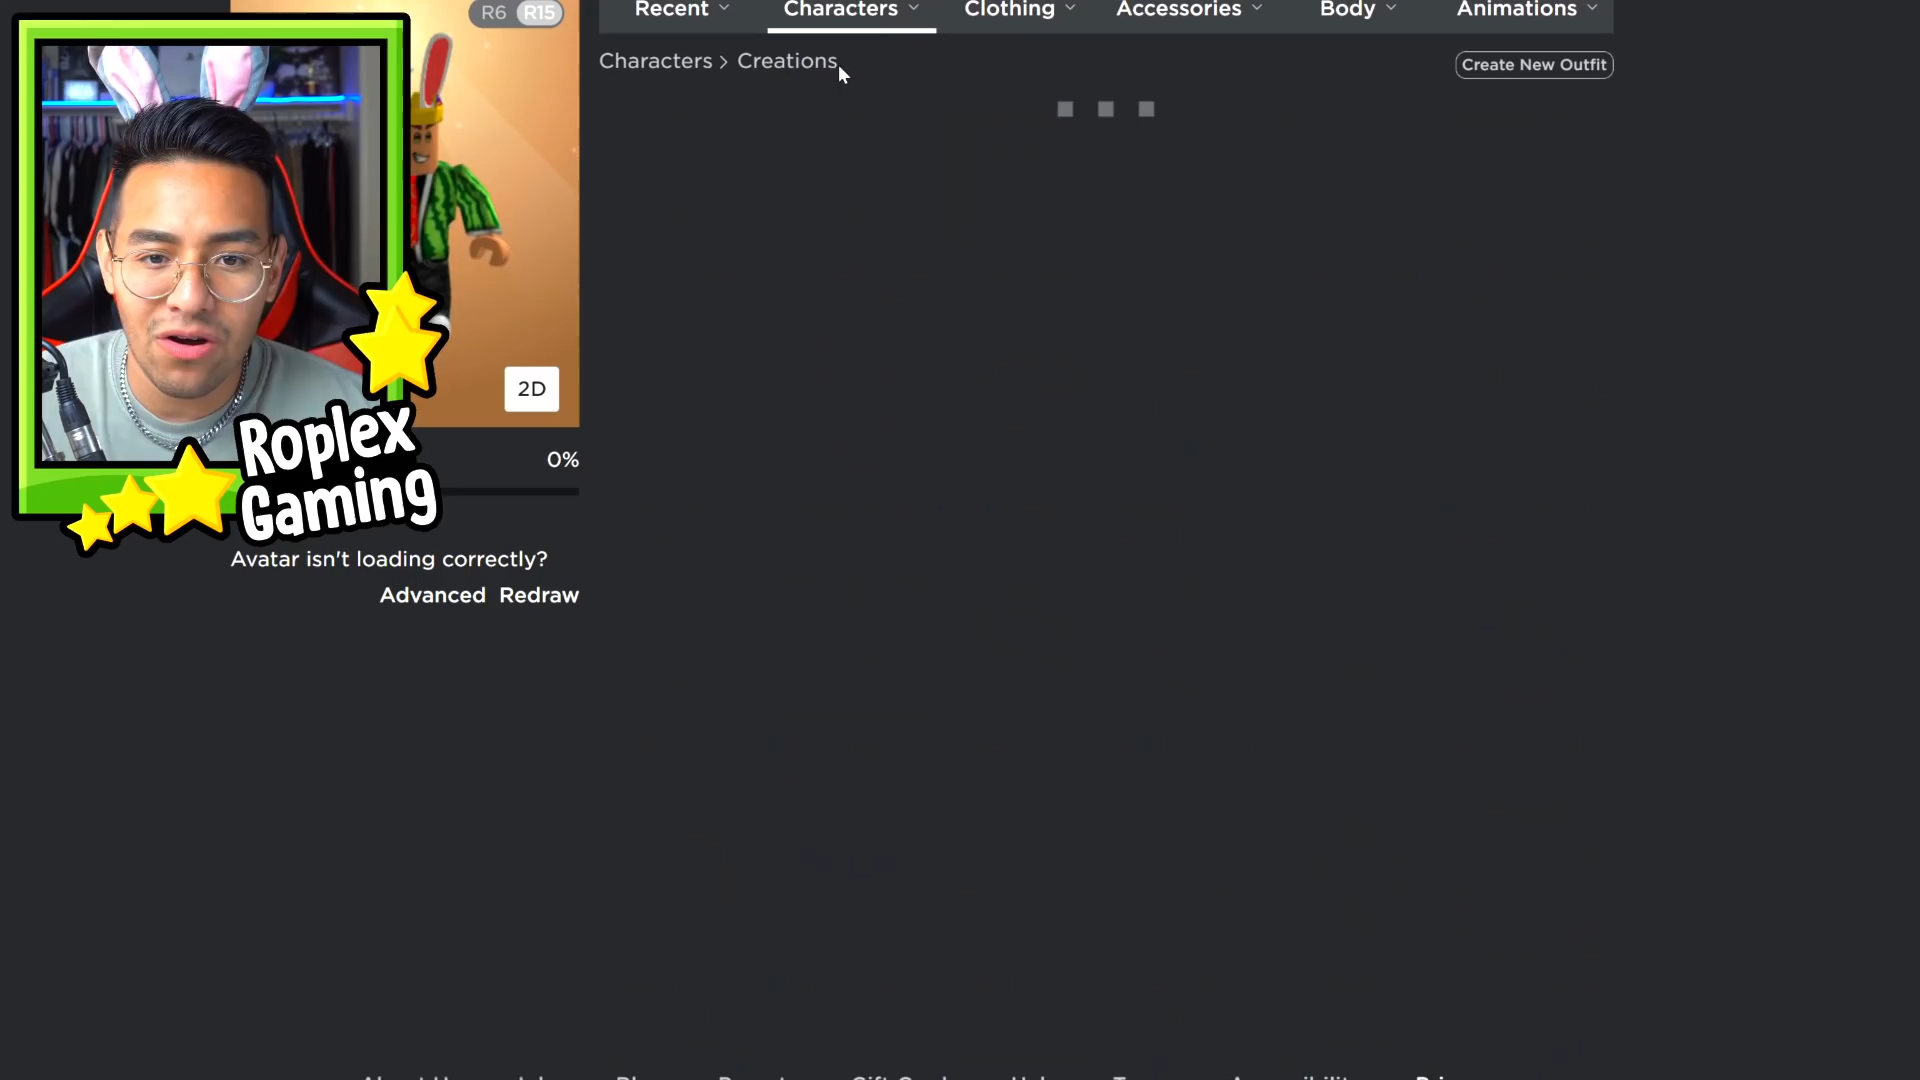 R6 R15
Recent
Characters
Clothing
Accessories
Body
Animations
Characters > Creations
Create New Outfit
2D
0%
Roplex
Gaming
Avatar isn't loading correctly?
Advanced Redraw